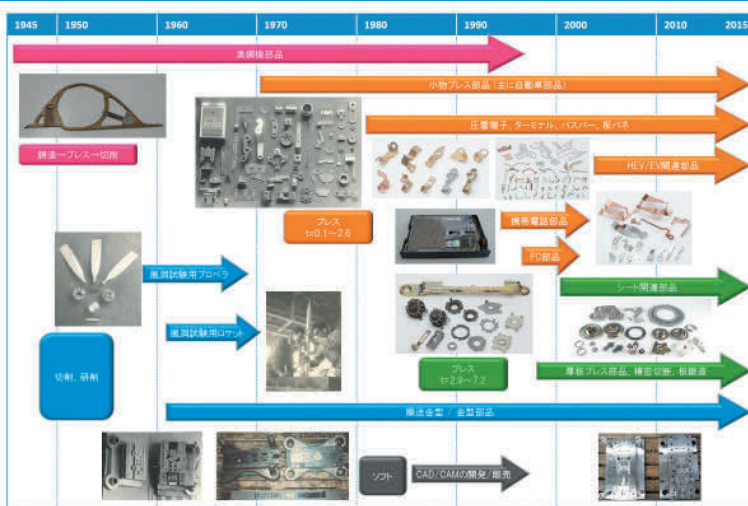 1945
1950
1960
1970
1980
1990
2000
2010
2015
小物プレス部品（主に自動車部品）
圧着端子、ターミナル、バスバー、板バネ
鋳造→プレス→切削
HEV/EV関連部品
プレス
t=0.1~2.6
携帯電話部品
PC部品
風洞試験用プロペラ
シート関連部品
風洞試験用ロケット
切削、研削
プレス
t=2.9~7.2
厚板プレス部品、精密切断、板鍛造
順送金型 / 金型部品
ソフト
CAD/CAMの開発/販売